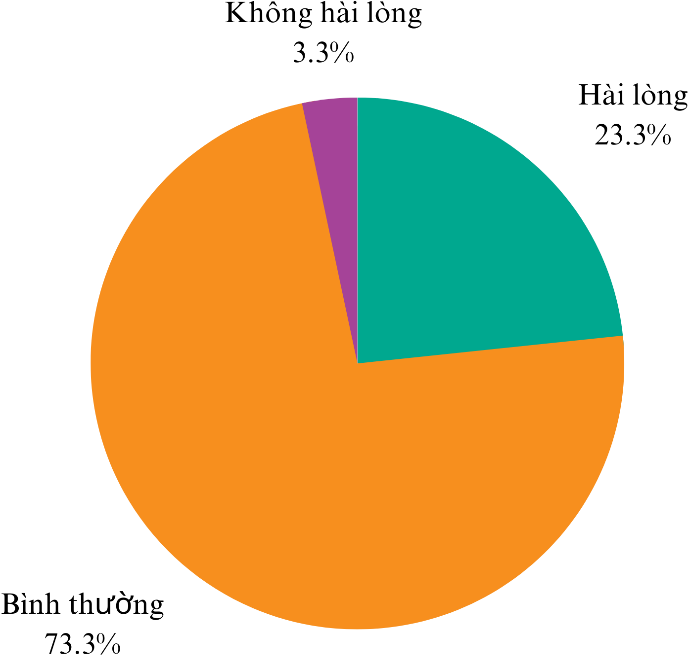 Không hài lòng
3.3%
Hài lòng
23.3%
Bình thường
73.3%